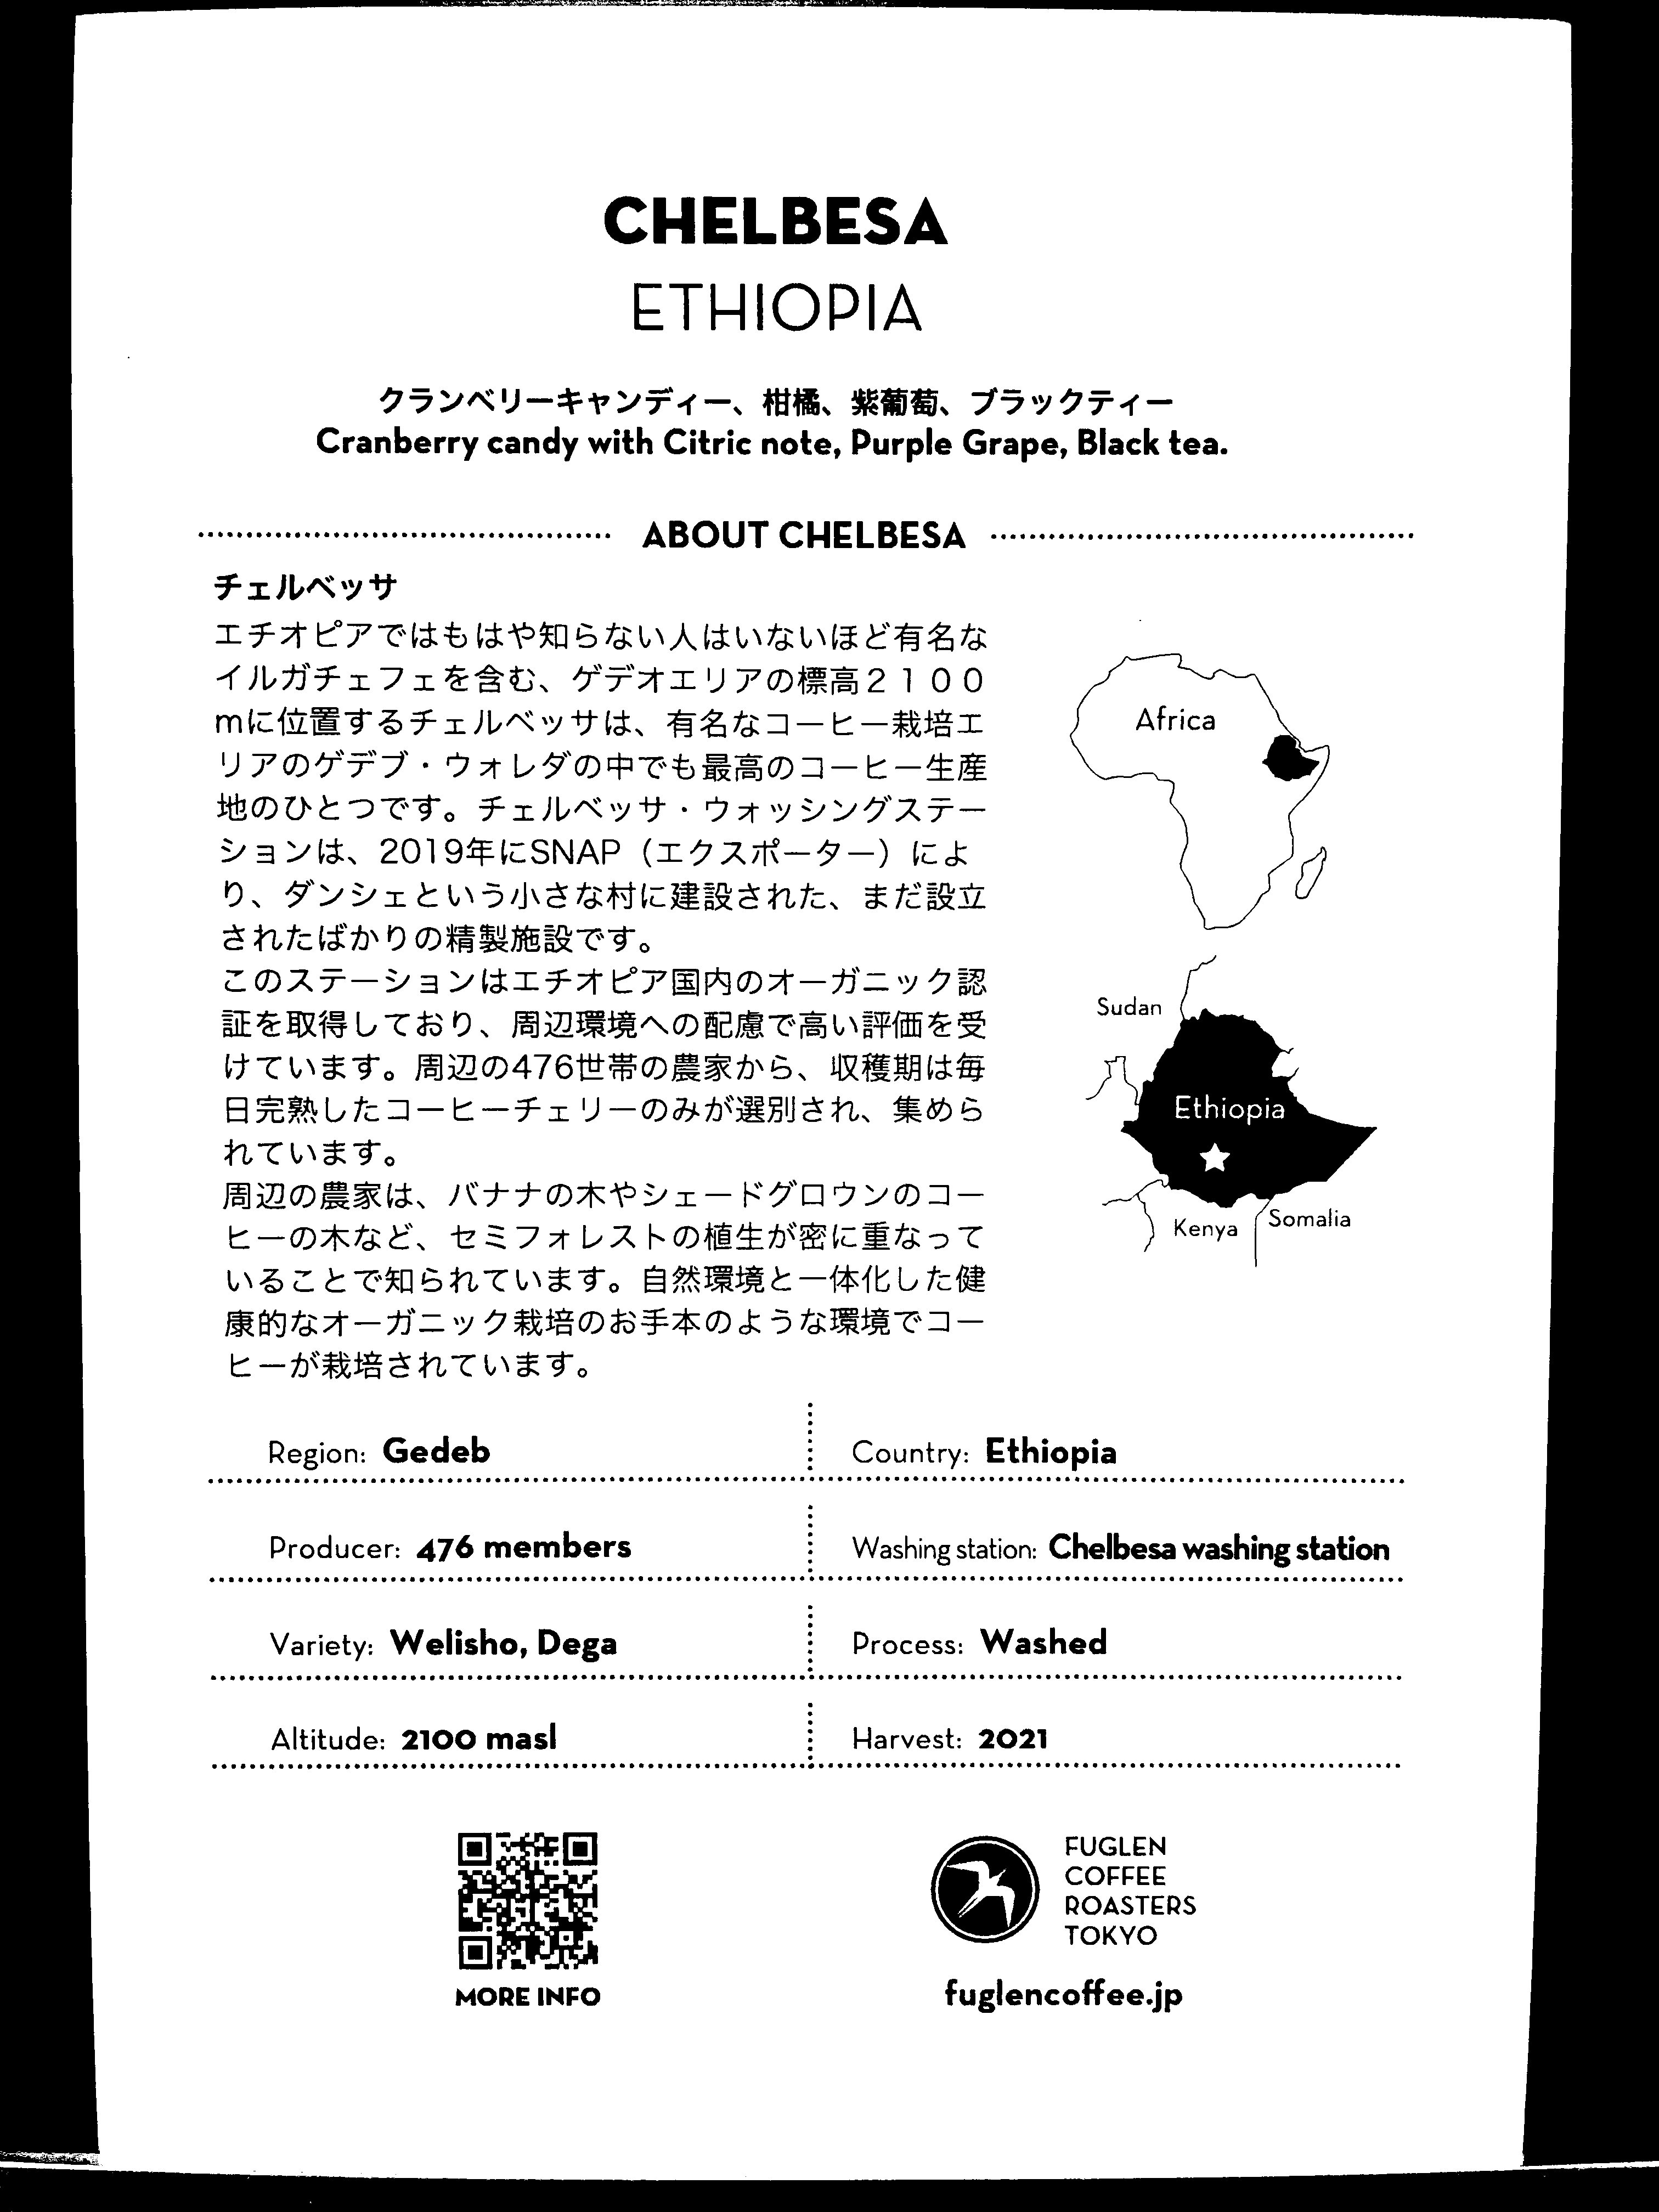 CHELBESA
ETHIOPIA
クランベリーキャンディー、柑橘、紫葡萄、ブラックティー
Cranberry candy with Citric note, Purple Grape, Black tea.
ABOUT CHELBESA
チェルベッサ
エチオピアではもはや知らない人はいないほど有名な
イルガチェフェを含む、ゲデオエリアの標高２１００
mに位置するチェルベッサは、有名なコーヒー栽培エ
リアのゲデブ・ウォレダの中でも最高のコーヒー生産
地のひとつです。チェルベッサ・ウォッシングステー
ションは、2019年にSNAP（エクスポーター）によ
り、ダンシェという小さな村に建設された、まだ設立
されたばかりの精製施設です。
このステーションはエチオピア国内のオーガニック認
証を取得しており、周辺環境への配慮で高い評価を受
けています。周辺の476世帯の農家から、収穫期は毎
日完熟したコーヒーチェリーのみが選別され、集めら
れています。
周辺の農家は、バナナの木やシェードグロウンのコー
ヒーの木など、セミフォレストの植生が密に重なって
いることで知られています。自然環境と一体化した健
康的なオーガニック栽培のお手本のような環境でコー
ヒーが栽培されています。
Africa
Sudan
Ethiopia
Kenya
Somalia
Region: Gedeb
Country: Ethiopia
Producer: 476 members
Washing station: Chelbesa washing station
Variety: Welisho, Dega
Process: Washed
Altitude: 2100 masl
Harvest: 2021
MORE INFO
FUGLEN
COFFEE
ROASTERS
TOKYO
fuglencoffee.jp